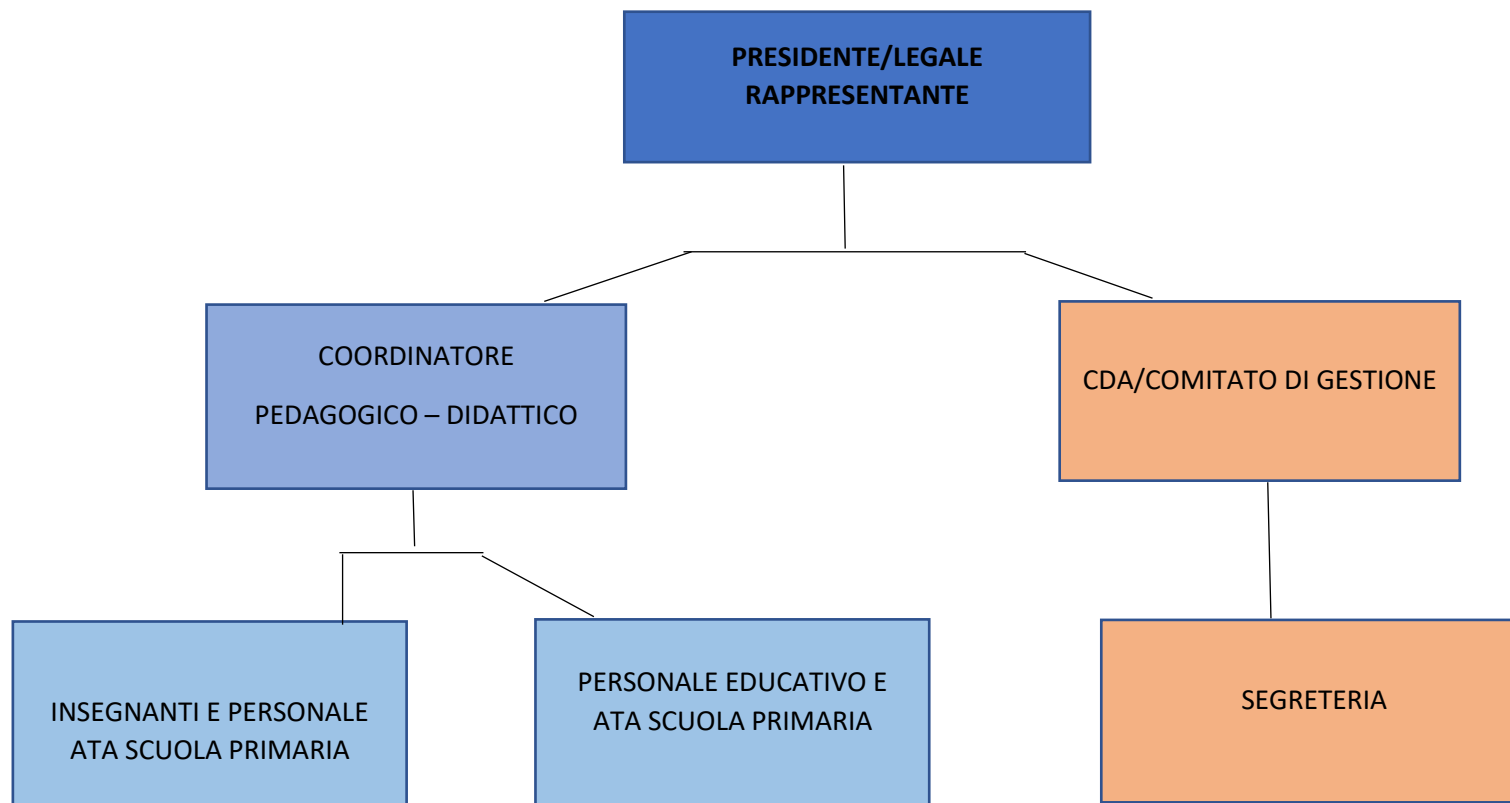 PRESIDENTE/LEGALE
RAPPRESENTANTE
COORDINATORE
PEDAGOGICO – DIDATTICO
CDA/COMITATO DI GESTIONE
INSEGNANTI E PERSONALE
ATA SCUOLA PRIMARIA
PERSONALE EDUCATIVO E
ATA SCUOLA PRIMARIA
SEGRETERIA